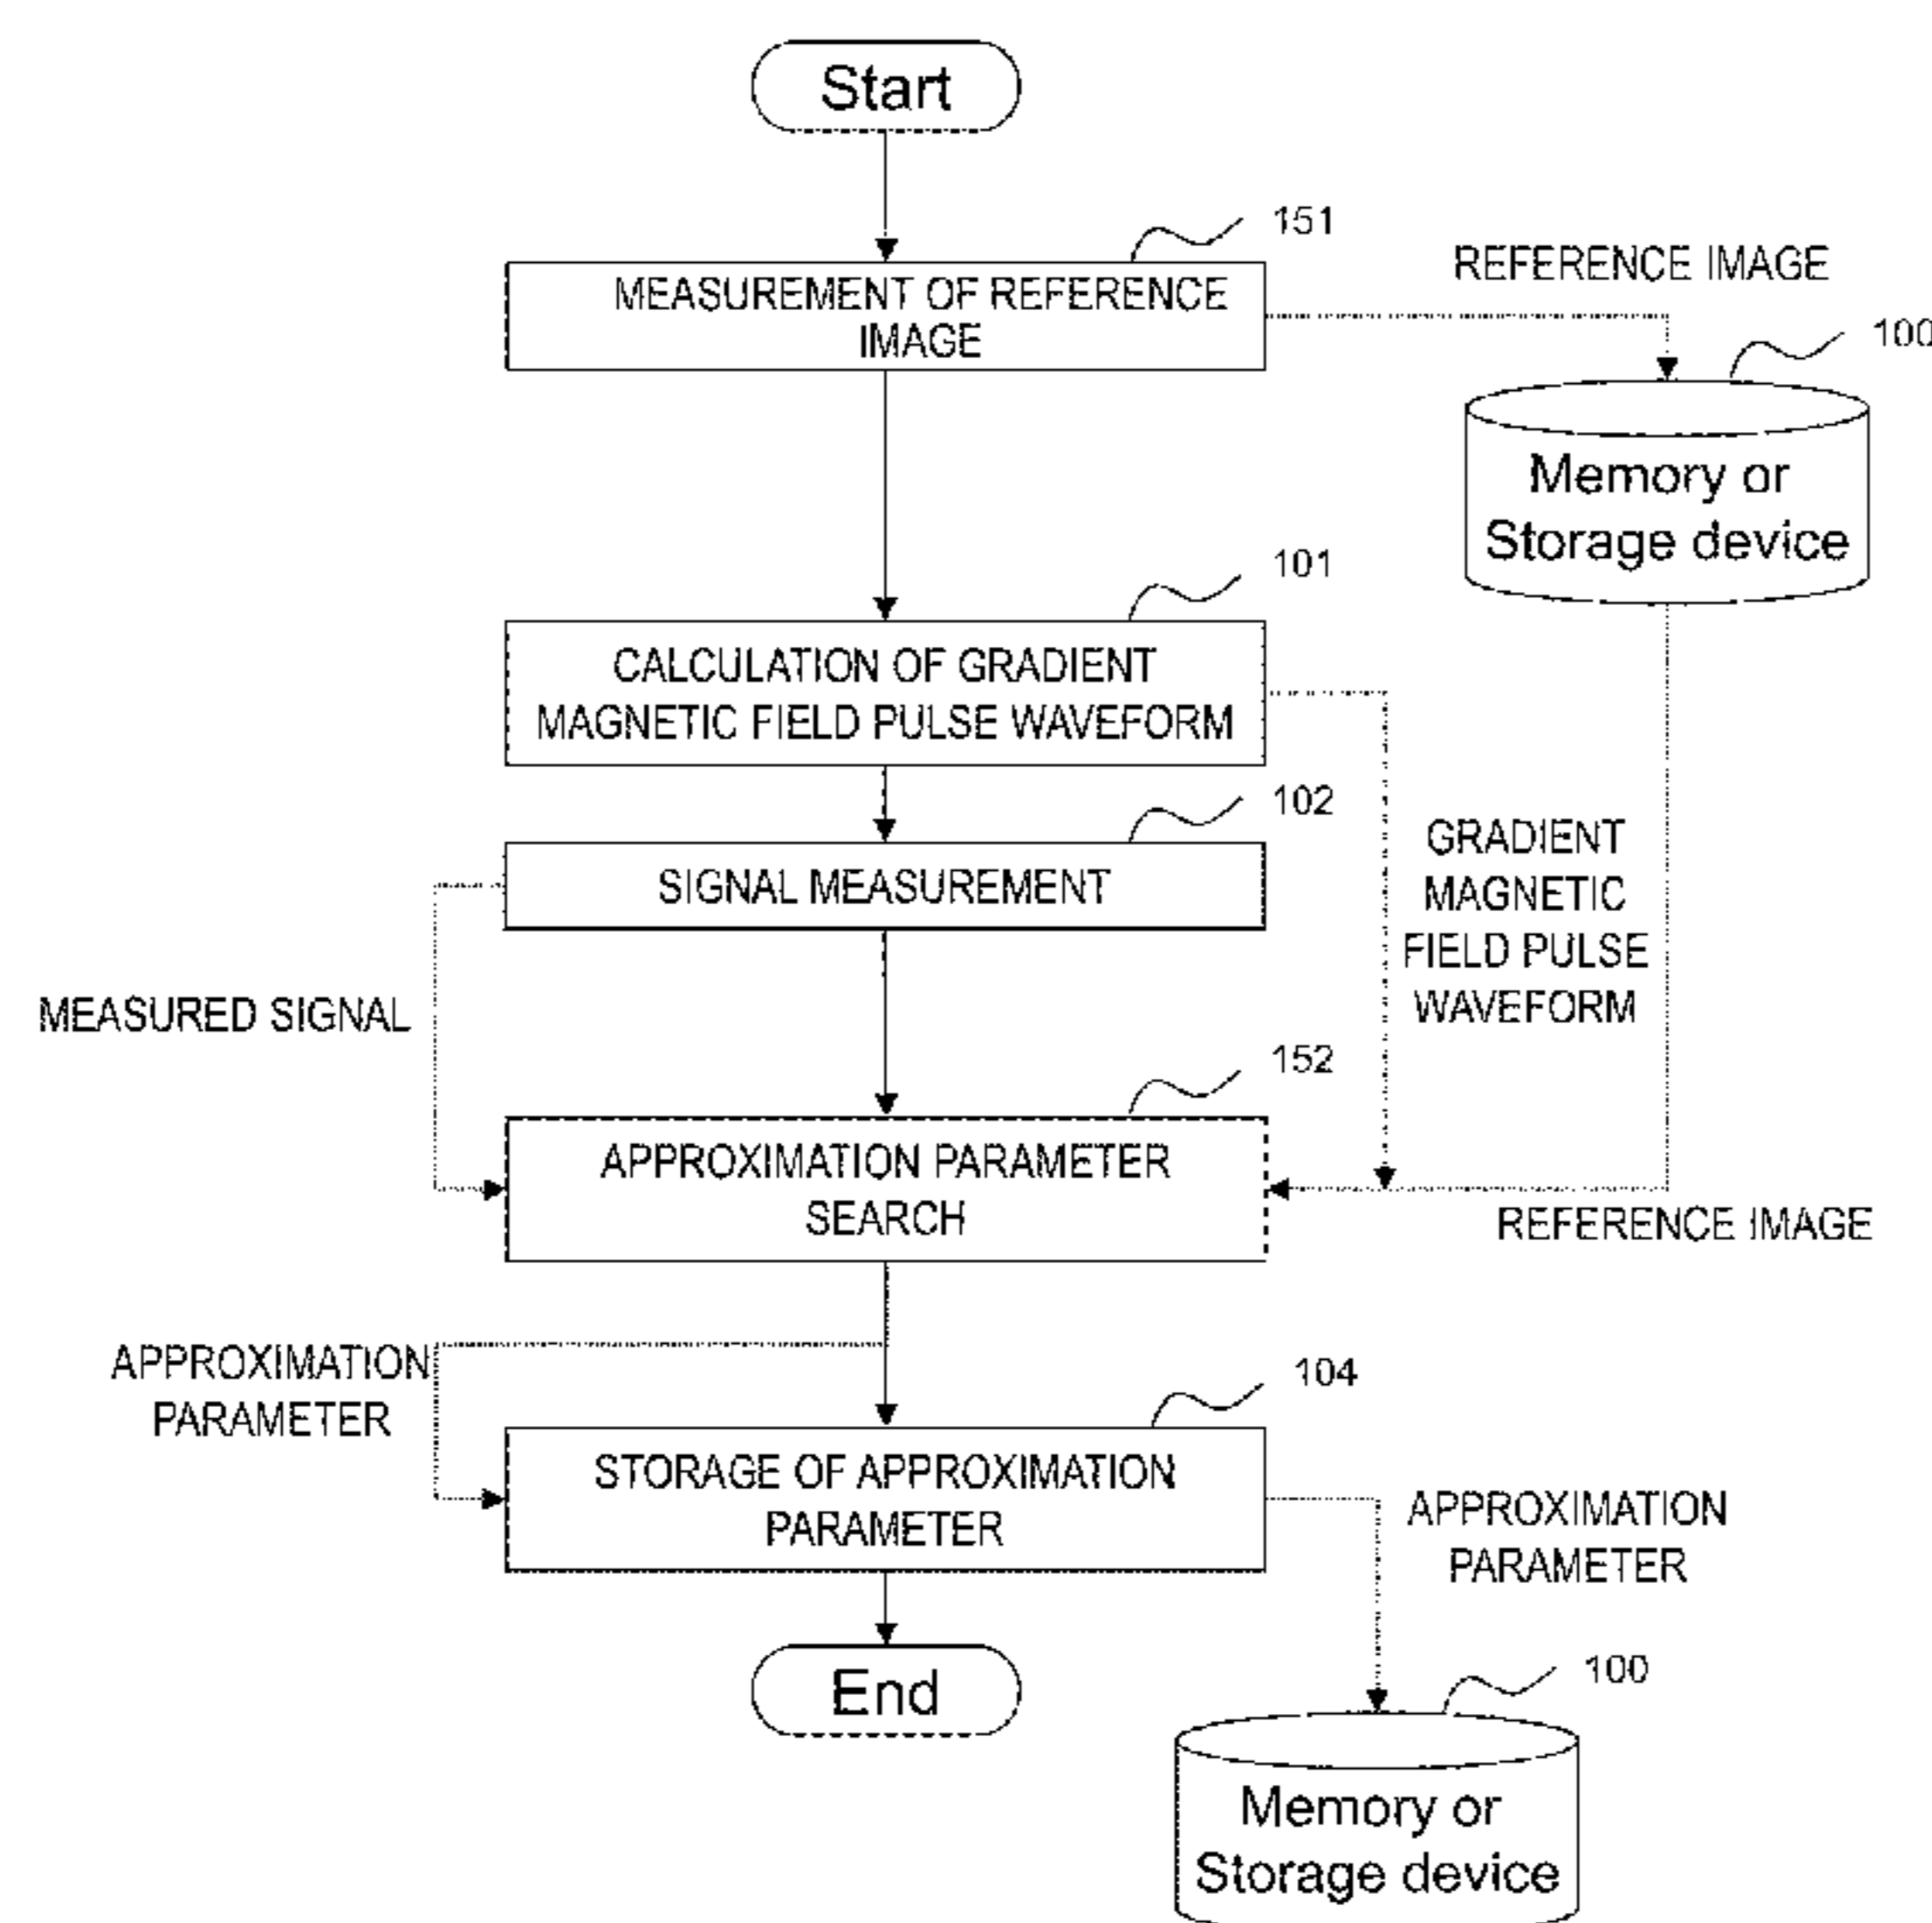 Start
151
MEASUREMENT OF REFERENCE
IMAGE
REFERENCE IMAGE
100
Memory or
Storage device
101
CALCULATION OF GRADIENT
MAGNETIC FIELD PULSE WAVEFORM
102
SIGNAL MEASUREMENT
GRADIENT
MAGNETIC
FIELD PULSE
WAVEFORM
MEASURED SIGNAL
152
APPROXIMATION PARAMETER
SEARCH
REFERENCE IMAGE
APPROXIMATION
PARAMETER
104
STORAGE OF APPROXIMATION
PARAMETER
APPROXIMATION
PARAMETER
End
100
Memory or
Storage device